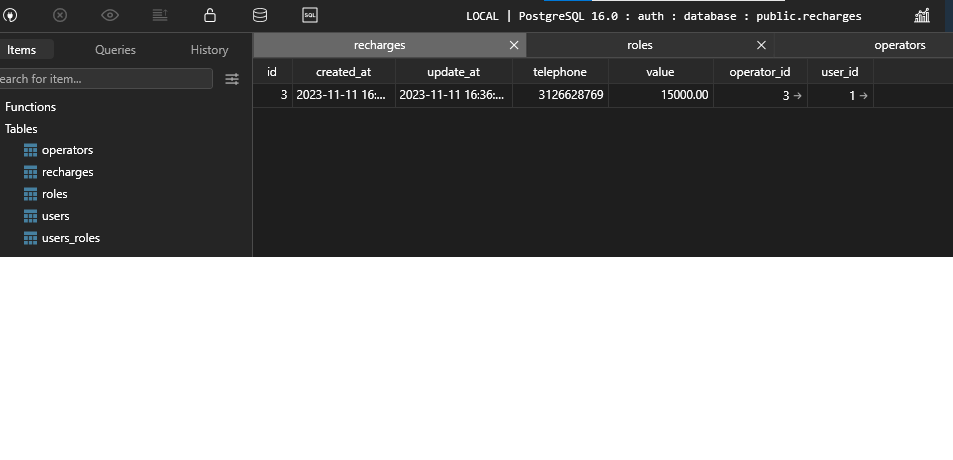 SQL
LOCAL | PostgreSQL 16.0 : auth : database : public.recharges
Items Queries History
earch for item...
Functions
Tables
operators
recharges
roles
users
users_roles
recharges roles operators
id created_at update_at telephone value operator_id user_id
3 2023-11-11 16:... 2023-11-11 16:36:... 3126628769 15000.00 3 → 1 →